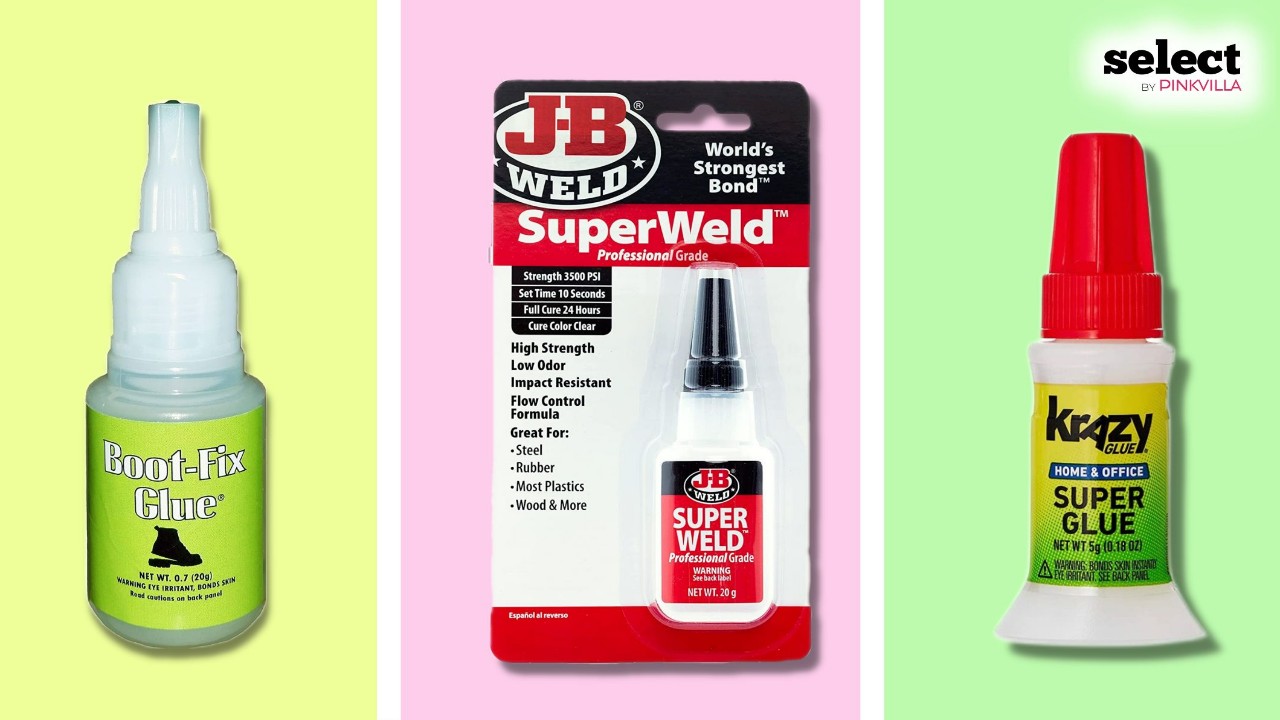 Boot-Fix
Glue®
NET WT. 0.7 (20g)
WARNING EYE IRRITANT, BONDS SKIN
Read cautions on back panel
J-B®
WELD
World's
Strongest
Bond™
SuperWeld™
Professional Grade
Strength 3500 PSI
Set Time 10 Seconds
Full Cure 24 Hours
Cure Color Clear
High Strength
Low Odor
Impact Resistant
Flow Control
Formula
Great For:
• Steel
• Rubber
• Most Plastics
• Wood & More
Español al reverso
J-B
WELD
SUPER
WELD™
Professional Grade
WARNING
See back label
NET WT. 20 g
select
BY PINKVILLA
krazy
GLUE®
HOME & OFFICE
SUPER
GLUE
NET WT 5g (0.18 OZ)
WARNING: BONDS SKIN INSTANTLY
EYE IRRITANT. SEE BACK PANEL